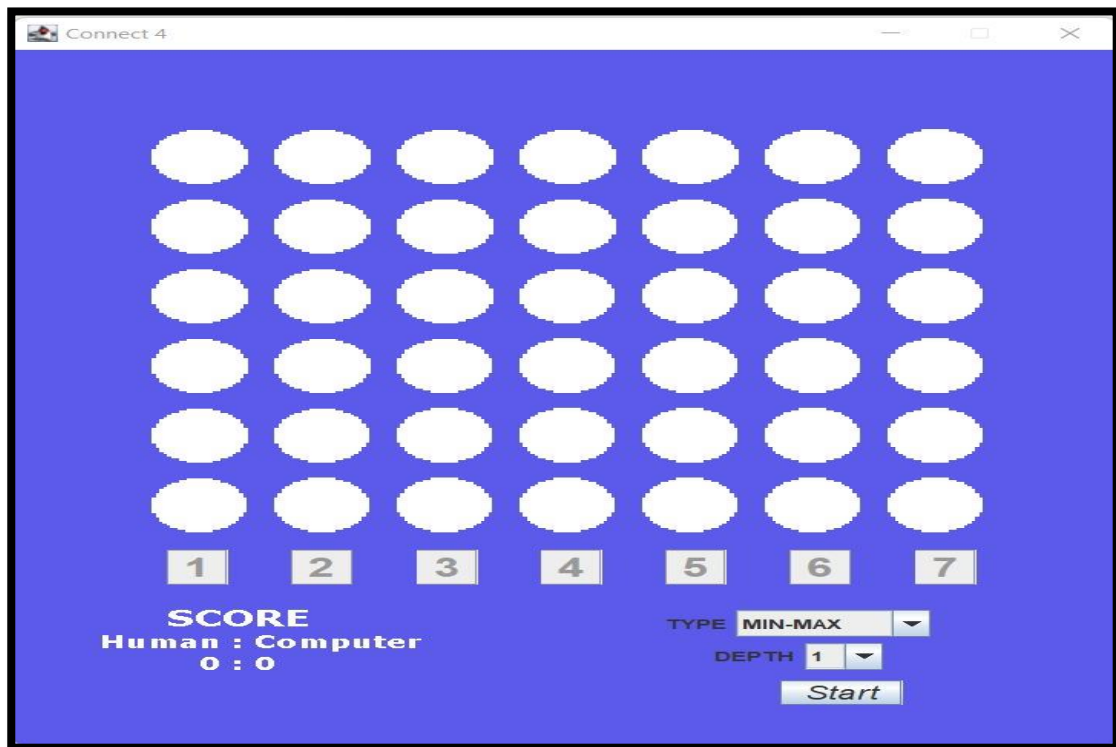 Connect 4
1 2 3 4 5 6 7
SCORE
Human : Computer
0 : 0
TYPE MIN-MAX
DEPTH 1
Start